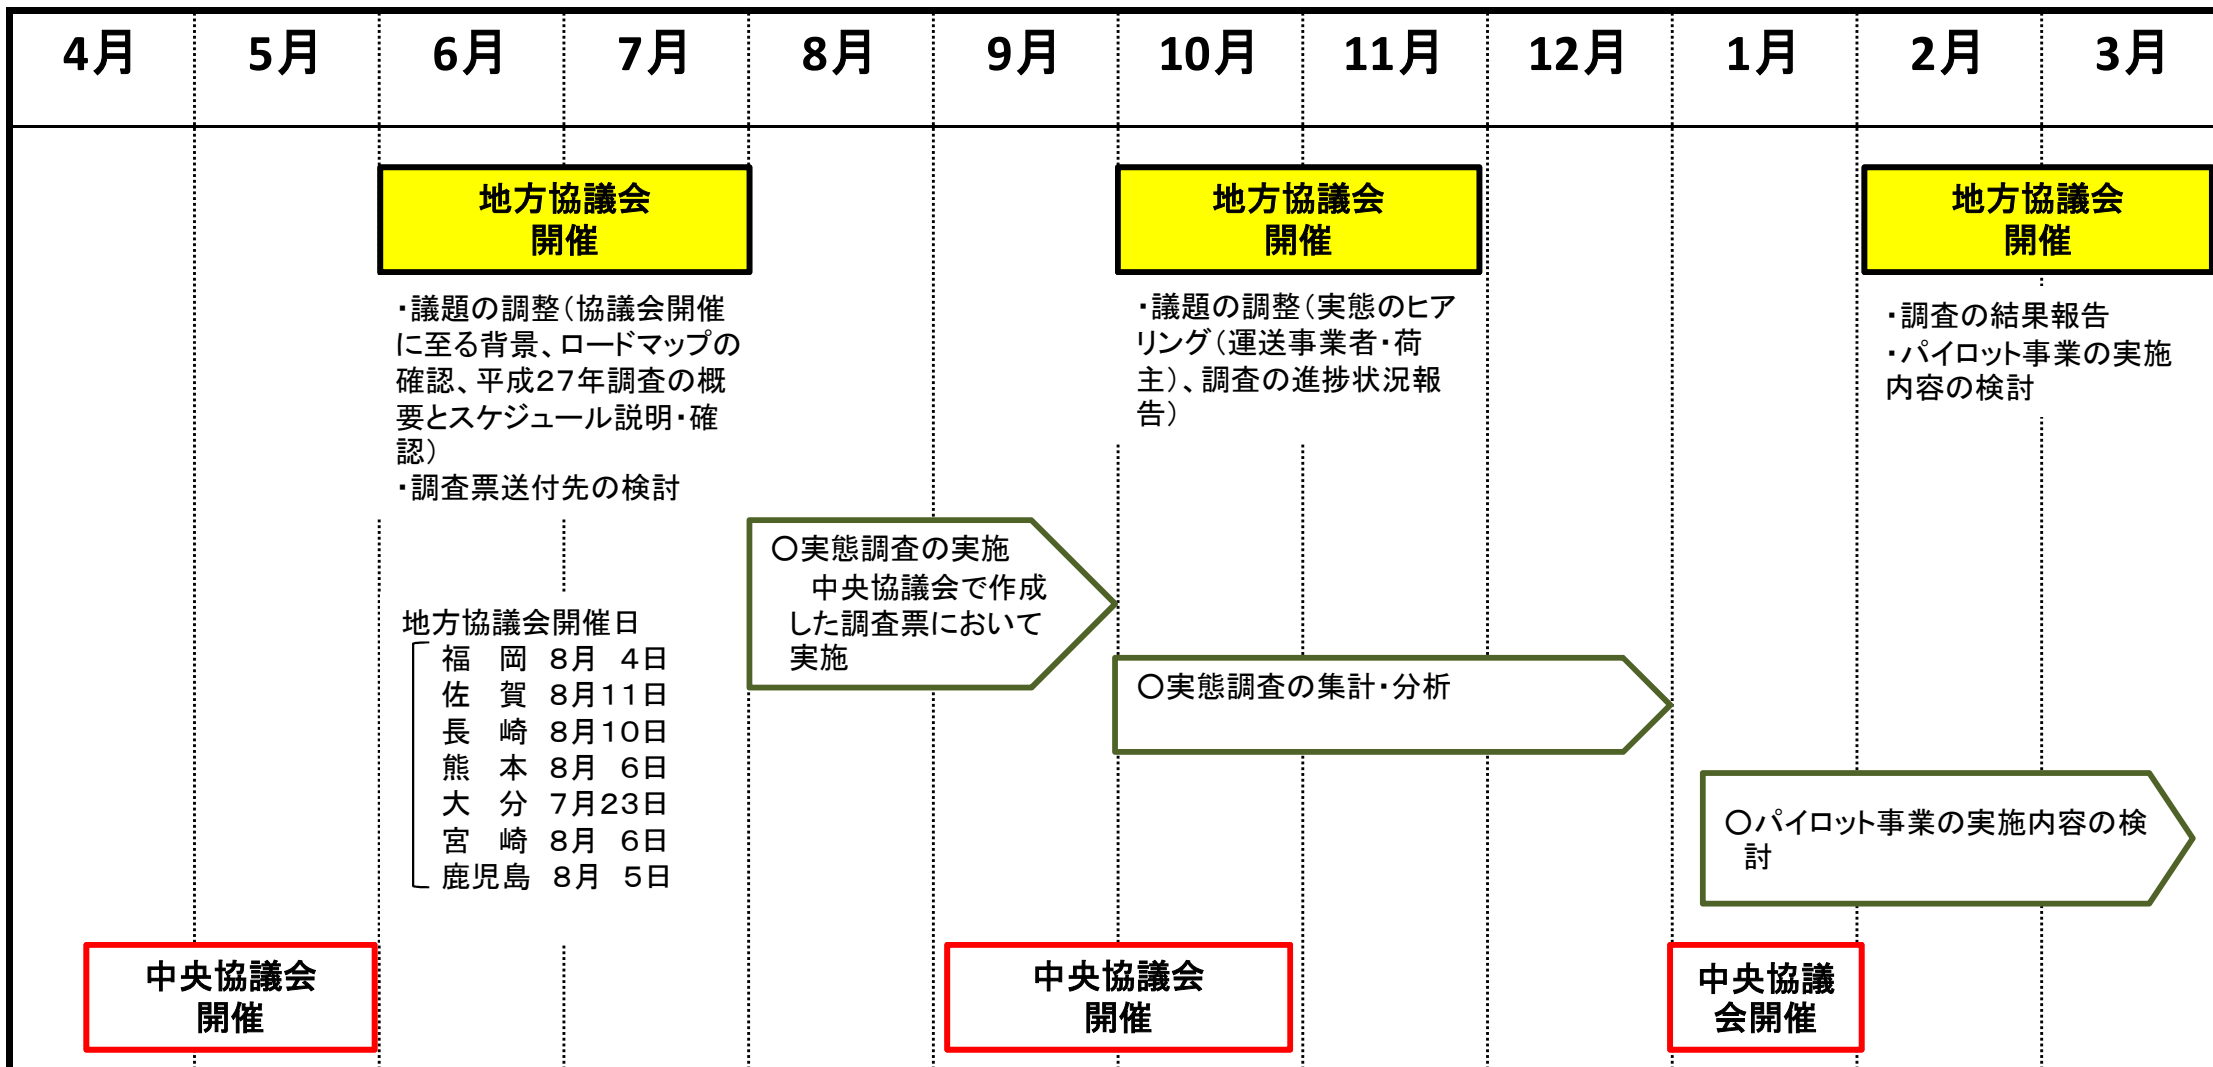 4月 5月 6月 7月 8月 9月 10月 11月 12月 1月 2月 3月
地方協議会
開催
・議題の調整（協議会開催
に至る背景、ロードマップの
確認、平成２７年調査の概
要とスケジュール説明・確
認）
・調査票送付先の検討
地方協議会開催日
福　岡 ８月　４日
佐　賀 ８月１１日
長　崎 ８月１０日
熊　本 ８月　６日
大　分 ７月２３日
宮　崎 ８月　６日
鹿児島 ８月　５日
地方協議会
開催
・議題の調整（実態のヒア
リング（運送事業者・荷
主）、調査の進捗状況報
告）
地方協議会
開催
・調査の結果報告
・パイロット事業の実施
内容の検討
○実態調査の実施
中央協議会で作成
した調査票において
実施
○実態調査の集計・分析
○パイロット事業の実施内容の検
討
中央協議会
開催
中央協議会
開催
中央協議
会開催